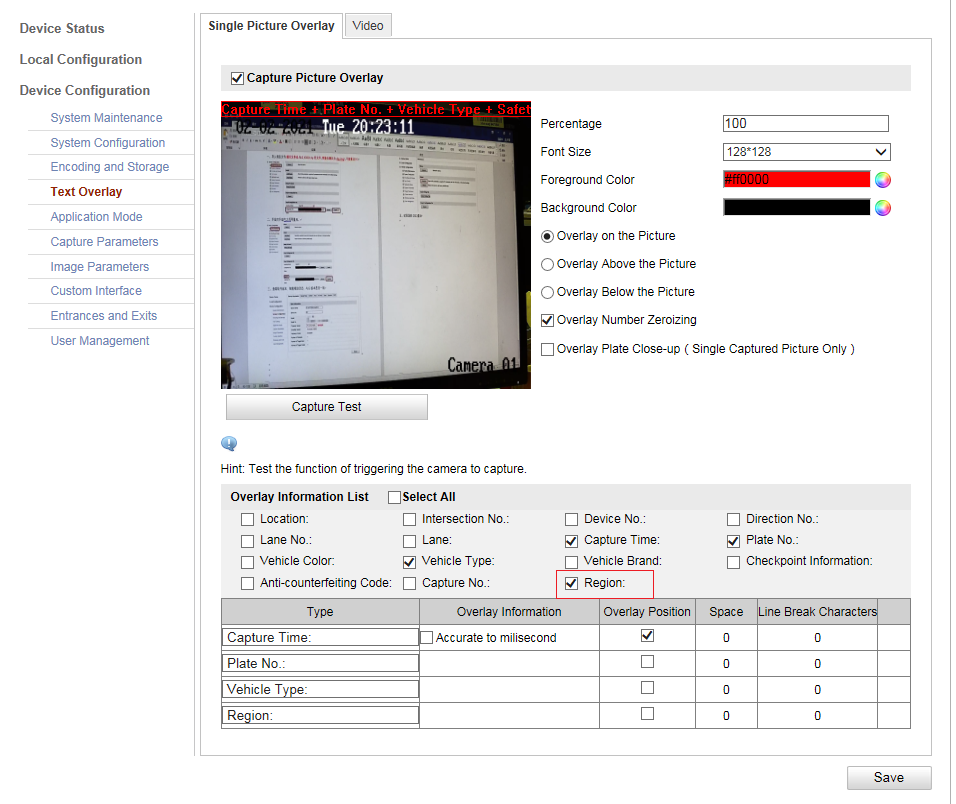 Device Status
Local Configuration
Device Configuration
System Maintenance
System Configuration
Encoding and Storage
Text Overlay
Application Mode
Capture Parameters
Image Parameters
Custom Interface
Entrances and Exits
User Management
Single Picture Overlay Video
Capture Picture Overlay
Capture Time + Plate No. + Vehicle Type + Safet
02 02 2021 Tue 20:23:11
Camera 01
Percentage 100
Font Size 128*128
Foreground Color #ff0000
Background Color
Overlay on the Picture
Overlay Above the Picture
Overlay Below the Picture
Overlay Number Zeroizing
Overlay Plate Close-up ( Single Captured Picture Only )
Capture Test
Hint: Test the function of triggering the camera to capture.
Overlay Information List Select All
Location: Intersection No.: Device No.: Direction No.:
Lane No.: Lane: Capture Time: Plate No.:
Vehicle Color: Vehicle Type: Vehicle Brand: Checkpoint Information:
Anti-counterfeiting Code: Capture No.: Region:
Type Overlay Information Overlay Position Space Line Break Characters
Capture Time: Accurate to milisecond 0 0
Plate No.: 0 0
Vehicle Type: 0 0
Region: 0 0
Save